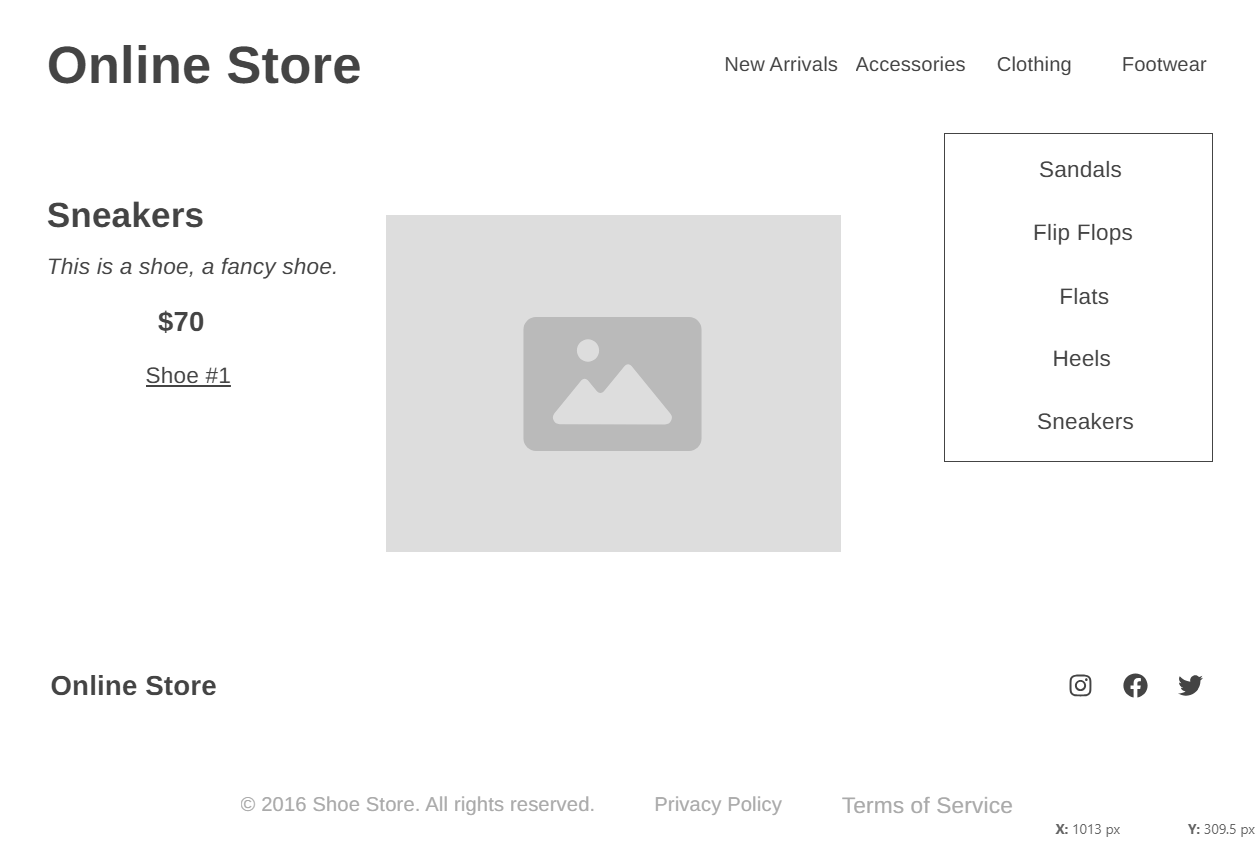 Online Store
New Arrivals Accessories Clothing Footwear
Sandals
Sneakers
Flip Flops
This is a shoe, a fancy shoe.
Flats
$70
Heels
Shoe #1
Sneakers
Online Store
© 2016 Shoe Store. All rights reserved. Privacy Policy Terms of Service
X: 1013 px Y: 309.5 px